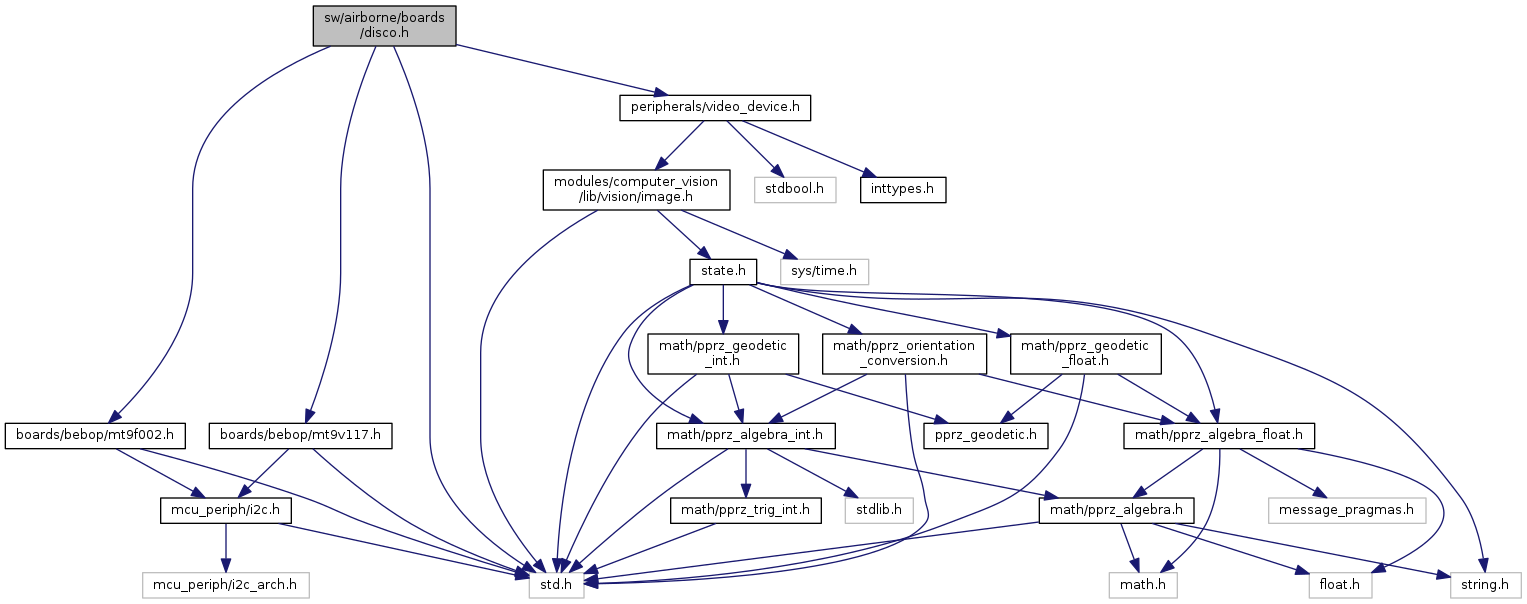 sw/airborne/boards
/disco.h
peripherals/video_device.h
modules/computer_vision
/lib/vision/image.h
stdbool.h
inttypes.h
state.h
sys/time.h
math/pprz_geodetic
_int.h
math/pprz_orientation
_conversion.h
math/pprz_geodetic
_float.h
boards/bebop/mt9f002.h
boards/bebop/mt9v117.h
math/pprz_algebra_int.h
pprz_geodetic.h
math/pprz_algebra_float.h
mcu_periph/i2c.h
math/pprz_trig_int.h
stdlib.h
math/pprz_algebra.h
message_pragmas.h
mcu_periph/i2c_arch.h
std.h
math.h
float.h
string.h